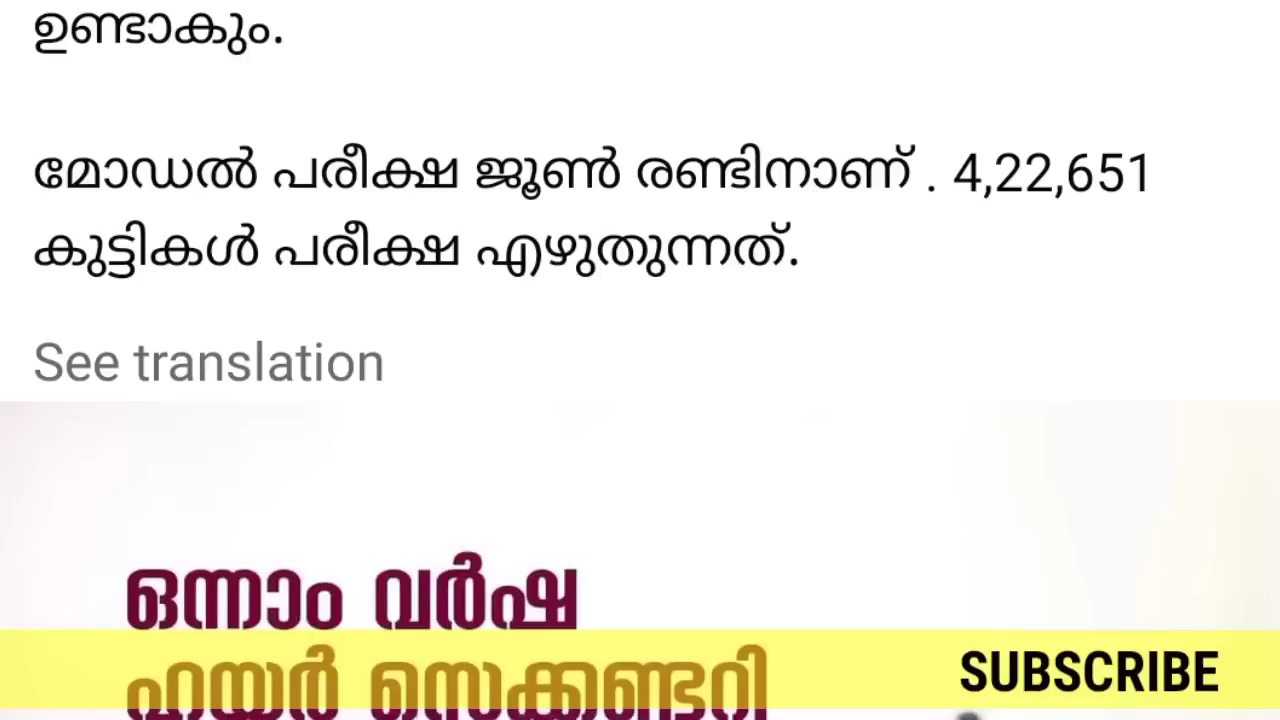 ഉണ്ടാകും.
മോഡൽ പരീക്ഷ ജൂൺ രണ്ടിനാണ് . 4,22,651
കുട്ടികൾ പരീക്ഷ എഴുതുന്നത്.
See translation
ഒന്നാം വർഷ
ഹയർ സെക്കണ്ടറി
SUBSCRIBE